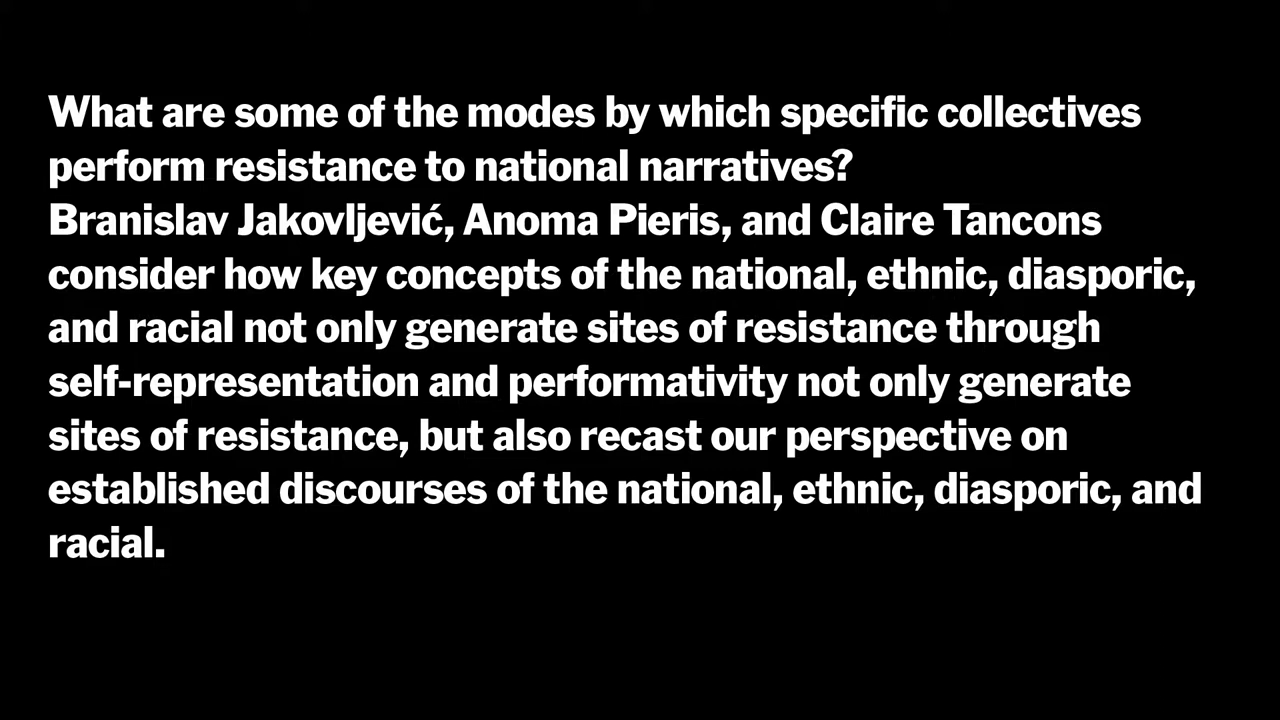 What are some of the modes by which specific collectives
perform resistance to national narratives?
Branislav Jakovljević, Anoma Pieris, and Claire Tancons
consider how key concepts of the national, ethnic, diasporic,
and racial not only generate sites of resistance through
self-representation and performativity not only generate
sites of resistance, but also recast our perspective on
established discourses of the national, ethnic, diasporic, and
racial.